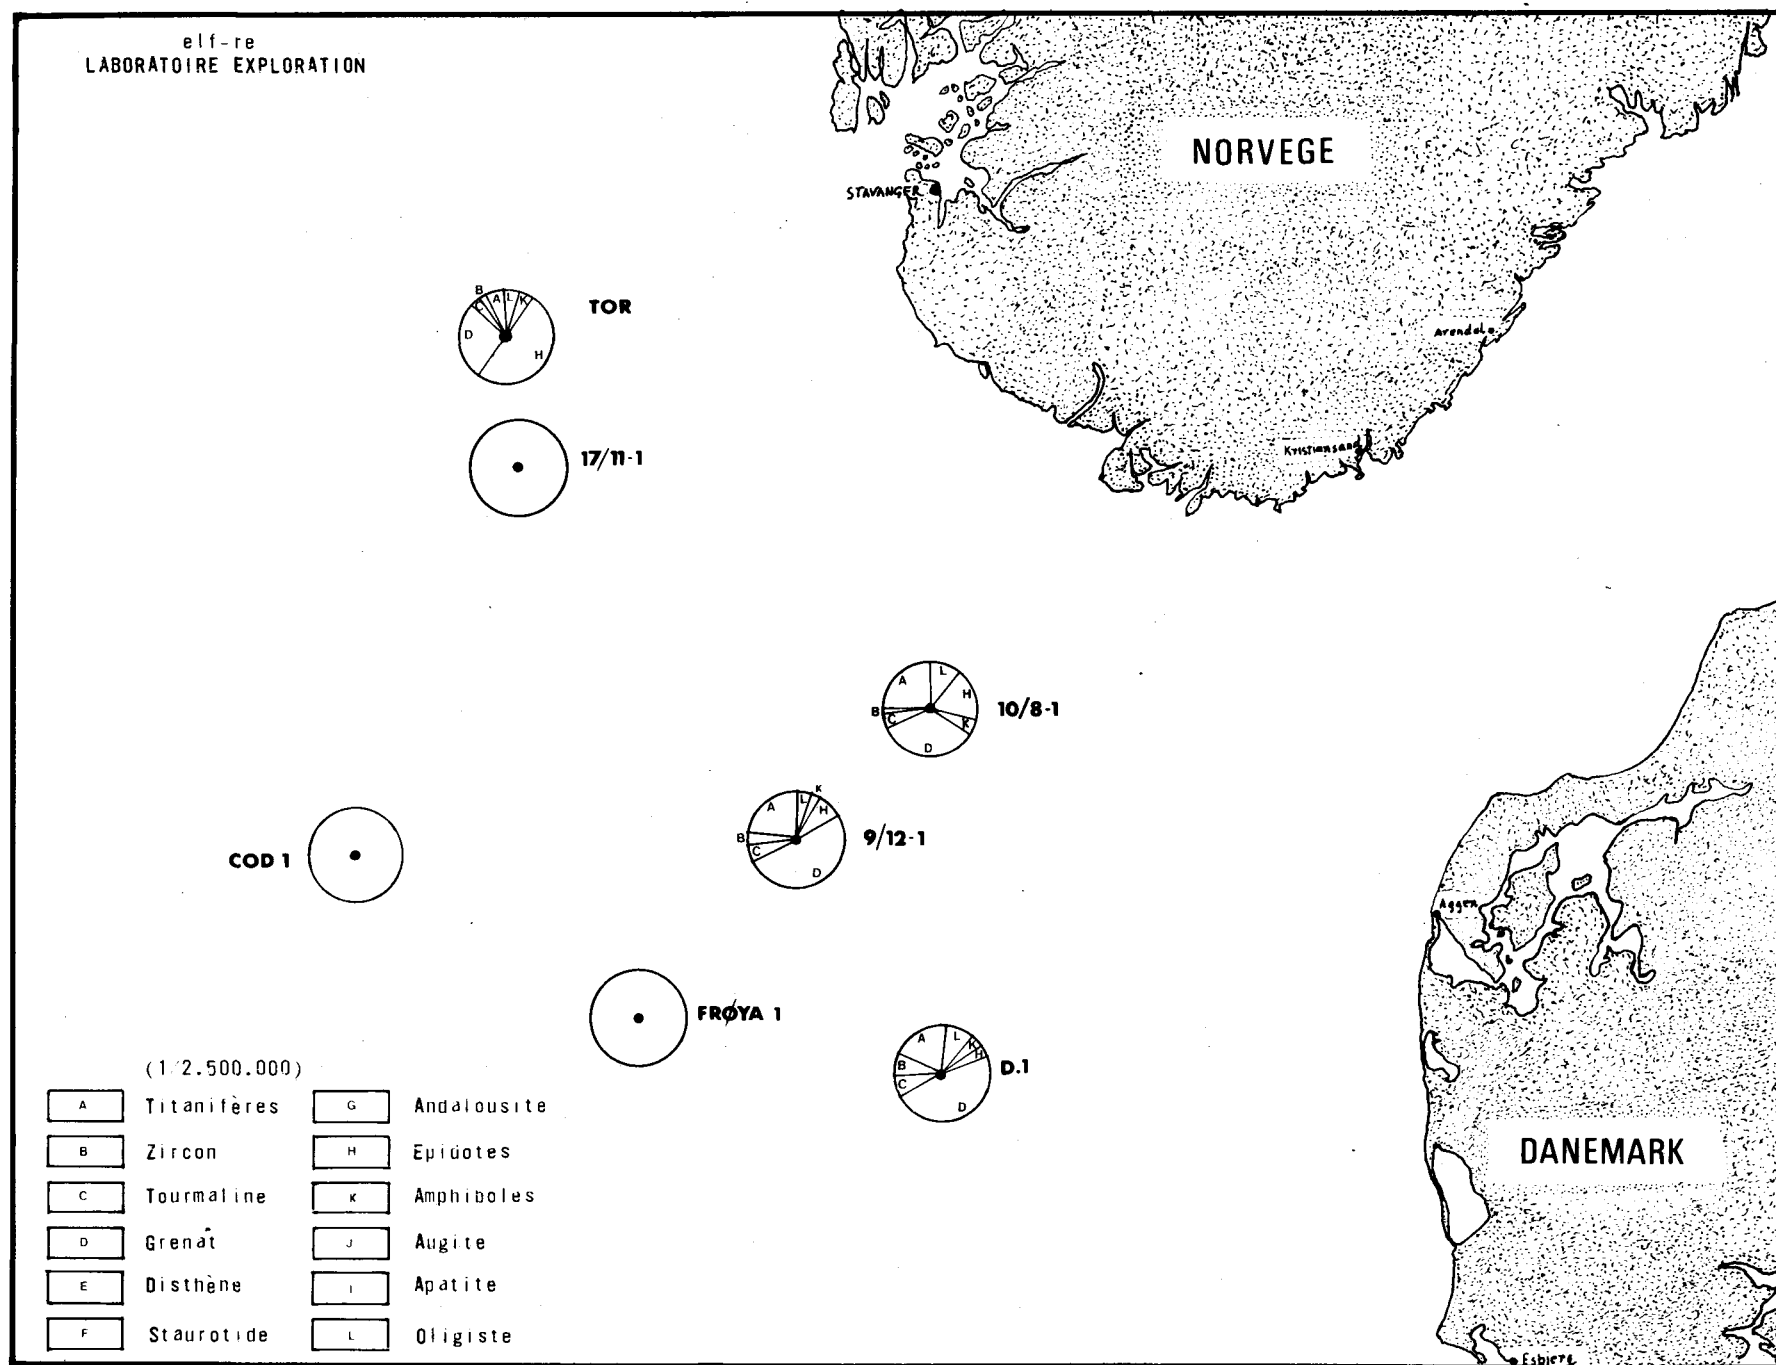 elf-re
LABORATOIRE EXPLORATION
NORVEGE
STAVANGER
B
C A L K
TOR
D
H
Arendal
17/11-1
Kristiansand
A L
H
10/8-1
B
C
K
D
A L K
H
9/12-1
B
C
D
COD 1
Agger
FRØYA 1
A L
K
H
B
C
D.1
D
DANEMARK
(1/2.500.000)
A Titanifères G Andalousite
B Zircon H Epidotes
C Tourmaline K Amphiboles
D Grenat J Augite
E Disthène I Apatite
F Staurotide L Oligiste
Esbjerg